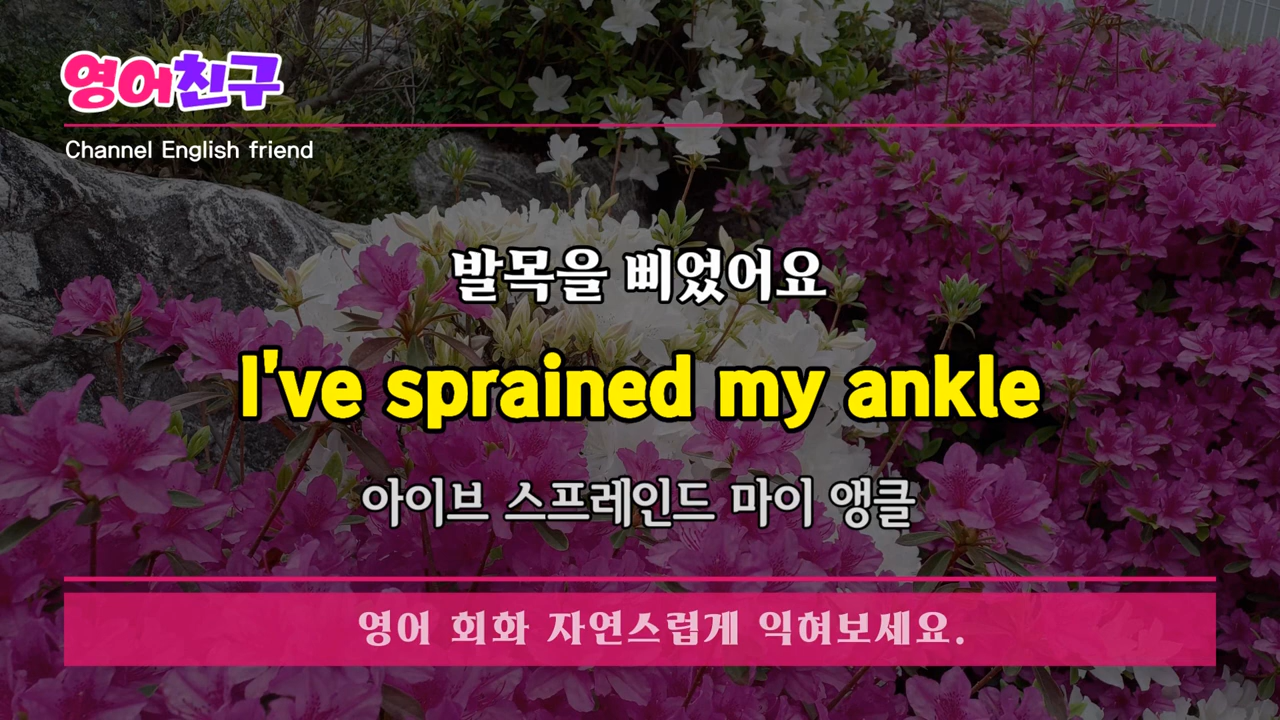 영어친구
Channel English friend
발목을 삐었어요
I've sprained my ankle
아이브 스프레인드 마이 앵클
영어 회화 자연스럽게 익혀보세요.